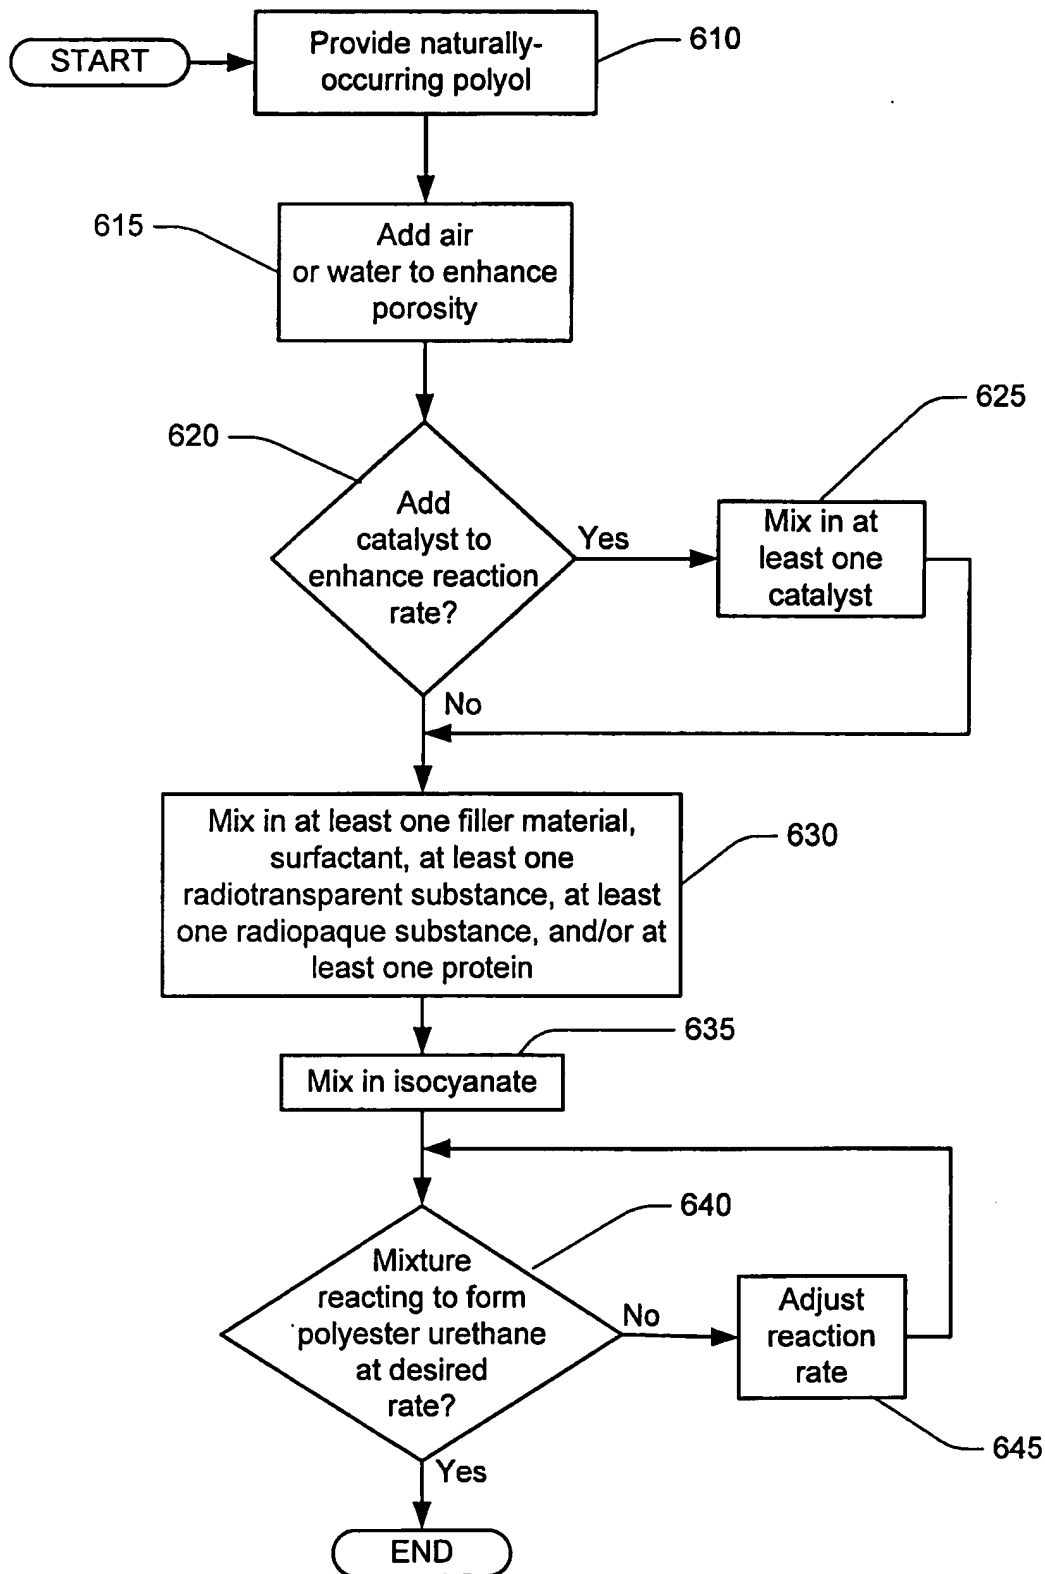 START
Provide naturally-
occurring polyol
610
615
Add air
or water to enhance
porosity
620
Add
catalyst to
enhance reaction
rate?
Yes
625
Mix in at
least one
catalyst
No
Mix in at least one filler material,
surfactant, at least one
radiotransparent substance, at least
one radiopaque substance, and/or at
least one protein
630
635
Mix in isocyanate
640
Mixture
reacting to form
polyester urethane
at desired
rate?
No
Adjust
reaction
rate
645
Yes
END